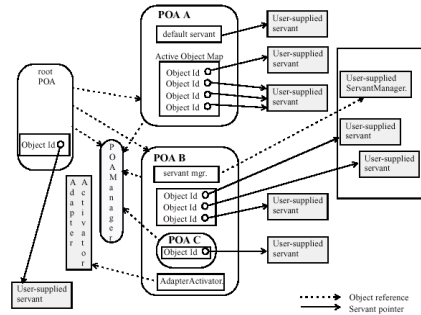 POA A
default servant
Active Object Map
Object Id
Object Id
Object Id
Object Id
User-supplied
servant
User-supplied
servant
User-supplied
servant
root
POA
Object Id
POAManager
Adapter
Activator
User-supplied
servant
POA B
servant mgr.
Object Id
Object Id
Object Id
POA C
Object Id
AdapterActivator.
User-supplied
ServantManager.
User-supplied
servant
User-supplied
servant
User-supplied
servant
User-supplied
servant
Object reference
Servant pointer